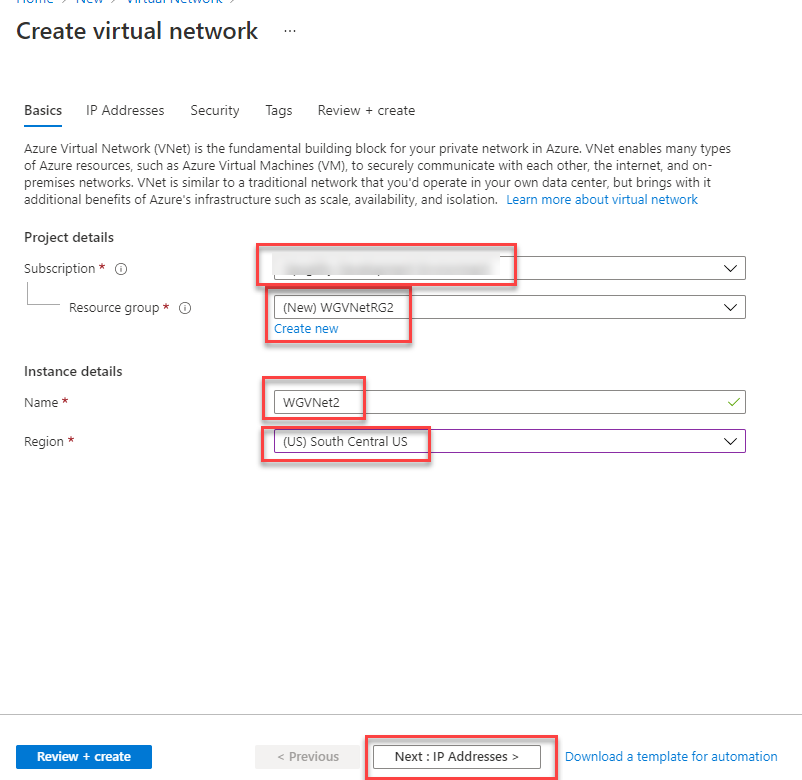 Home > New > Virtual Network >
Create virtual network ...
Basics IP Addresses Security Tags Review + create
Azure Virtual Network (VNet) is the fundamental building block for your private network in Azure. VNet enables many types
of Azure resources, such as Azure Virtual Machines (VM), to securely communicate with each other, the internet, and on-
premises networks. VNet is similar to a traditional network that you'd operate in your own data center, but brings with it
additional benefits of Azure's infrastructure such as scale, availability, and isolation. Learn more about virtual network
Project details
Subscription *
Resource group * (New) WGVNetRG2
Create new
Instance details
Name * WGVNet2
Region * (US) South Central US
Review + create < Previous Next : IP Addresses > Download a template for automation